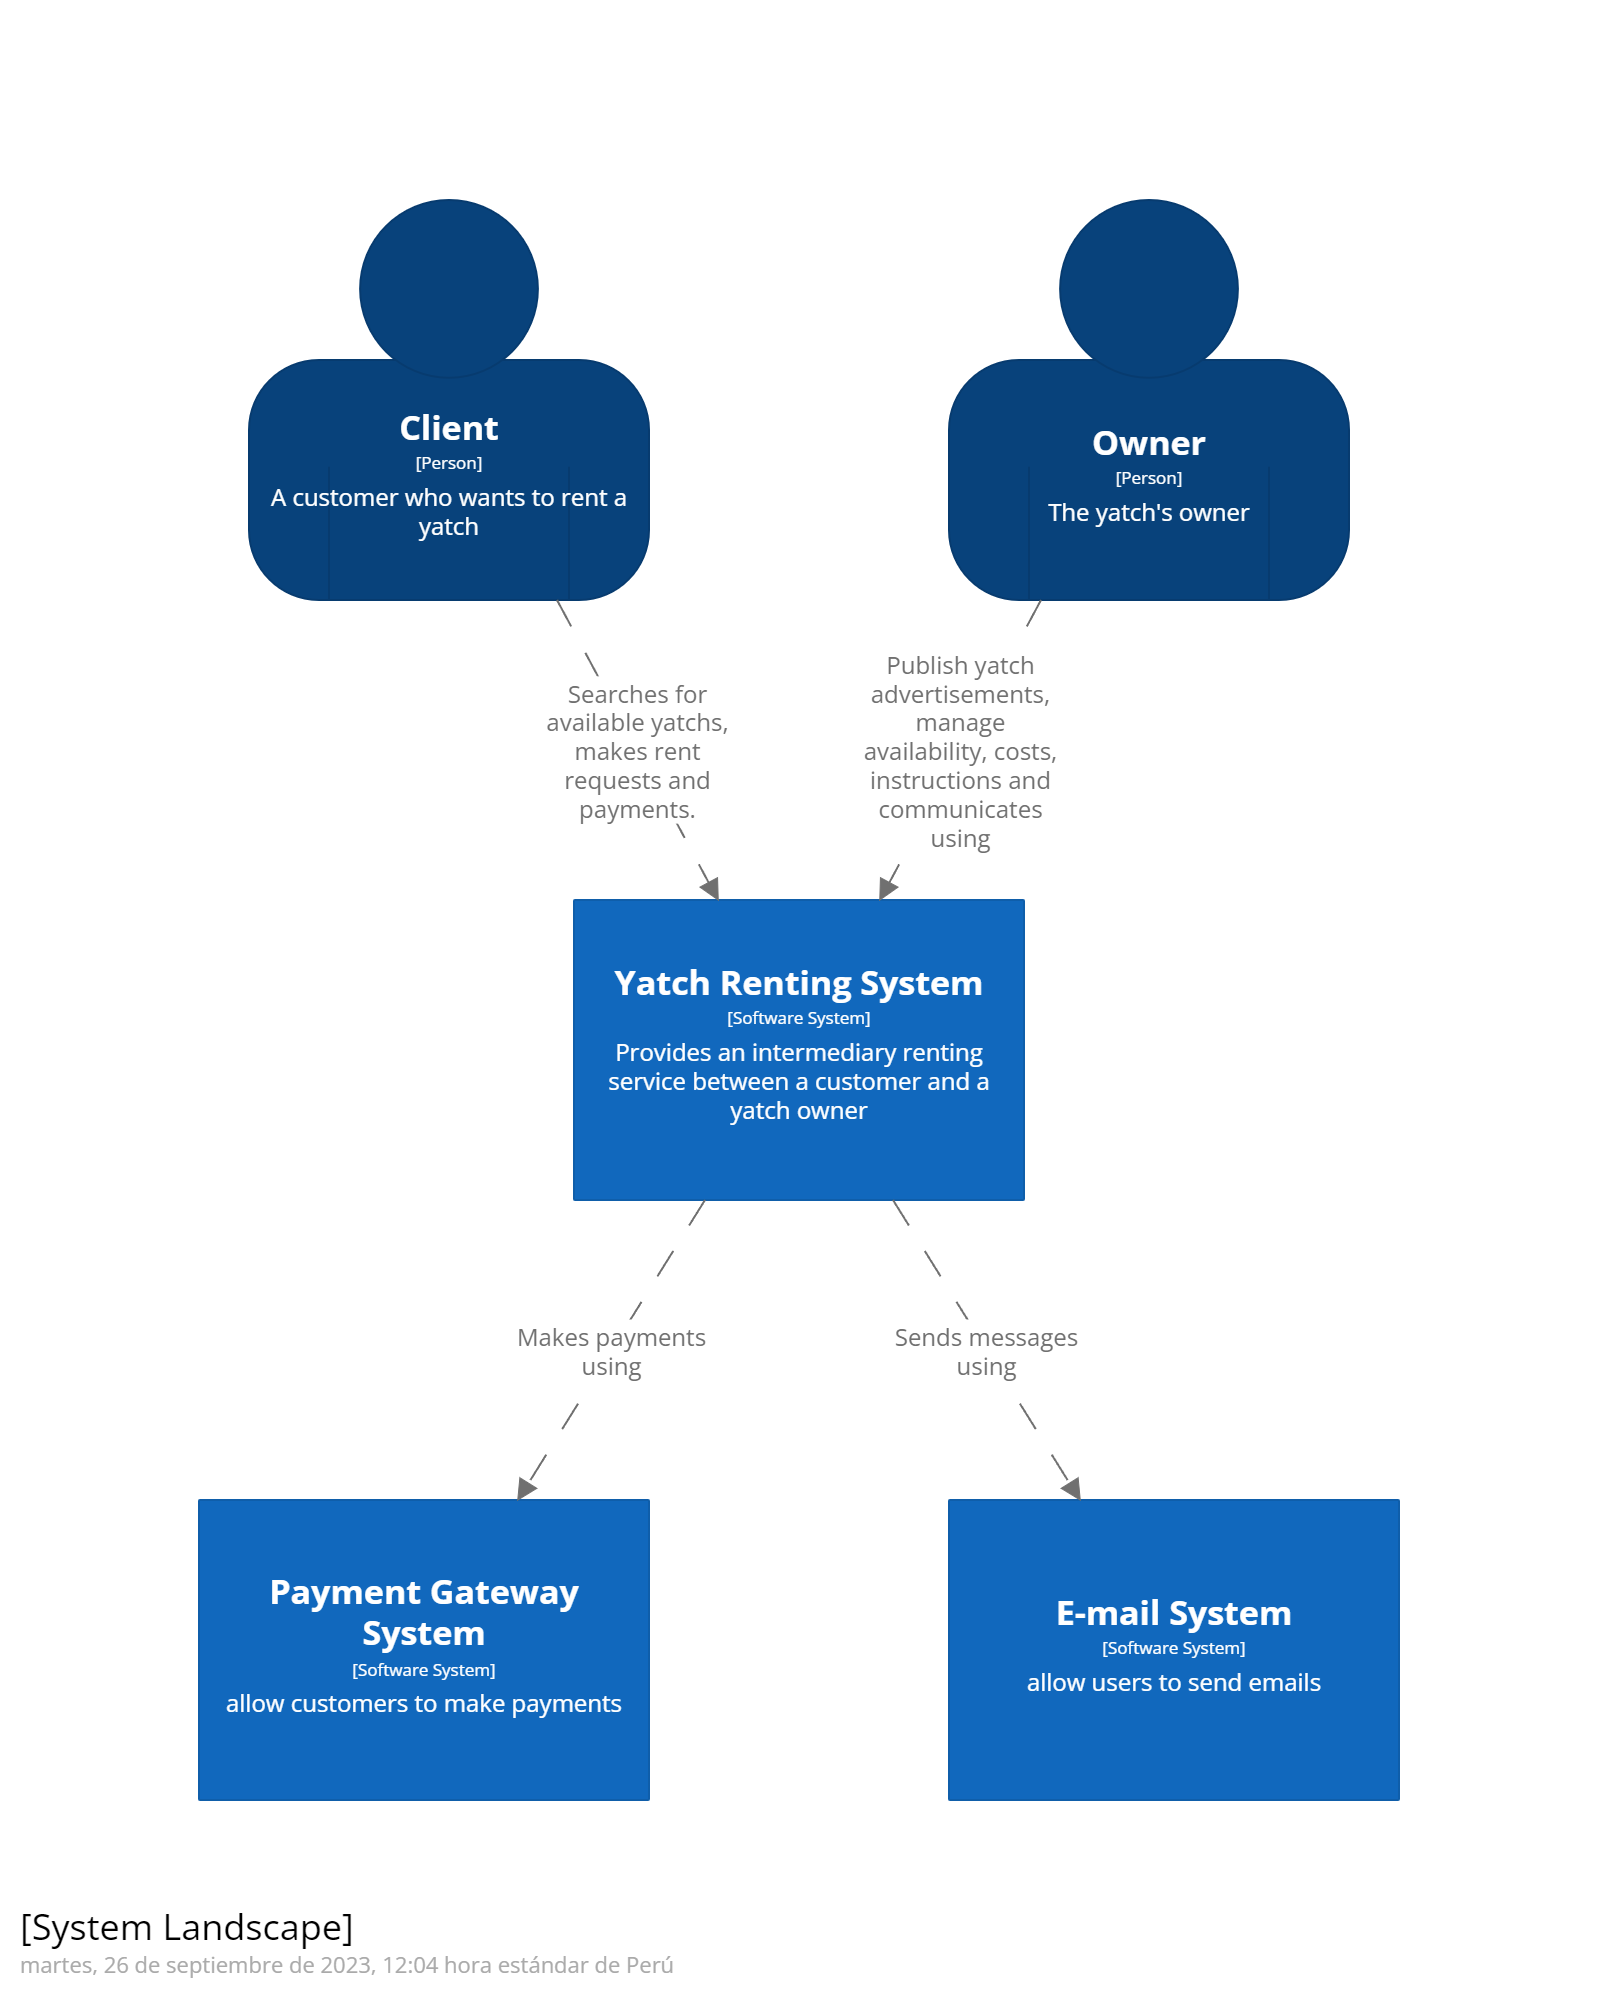 Client
[Person]
A customer who wants to rent a
yatch
Owner
[Person]
The yatch's owner
Searches for
available yatchs,
makes rent
requests and
payments.
Publish yatch
advertisements,
manage
availability, costs,
instructions and
communicates
using
Yatch Renting System
[Software System]
Provides an intermediary renting
service between a customer and a
yatch owner
Makes payments
using
Sends messages
using
Payment Gateway
System
[Software System]
allow customers to make payments
E-mail System
[Software System]
allow users to send emails
[System Landscape]
martes, 26 de septiembre de 2023, 12:04 hora estándar de Perú